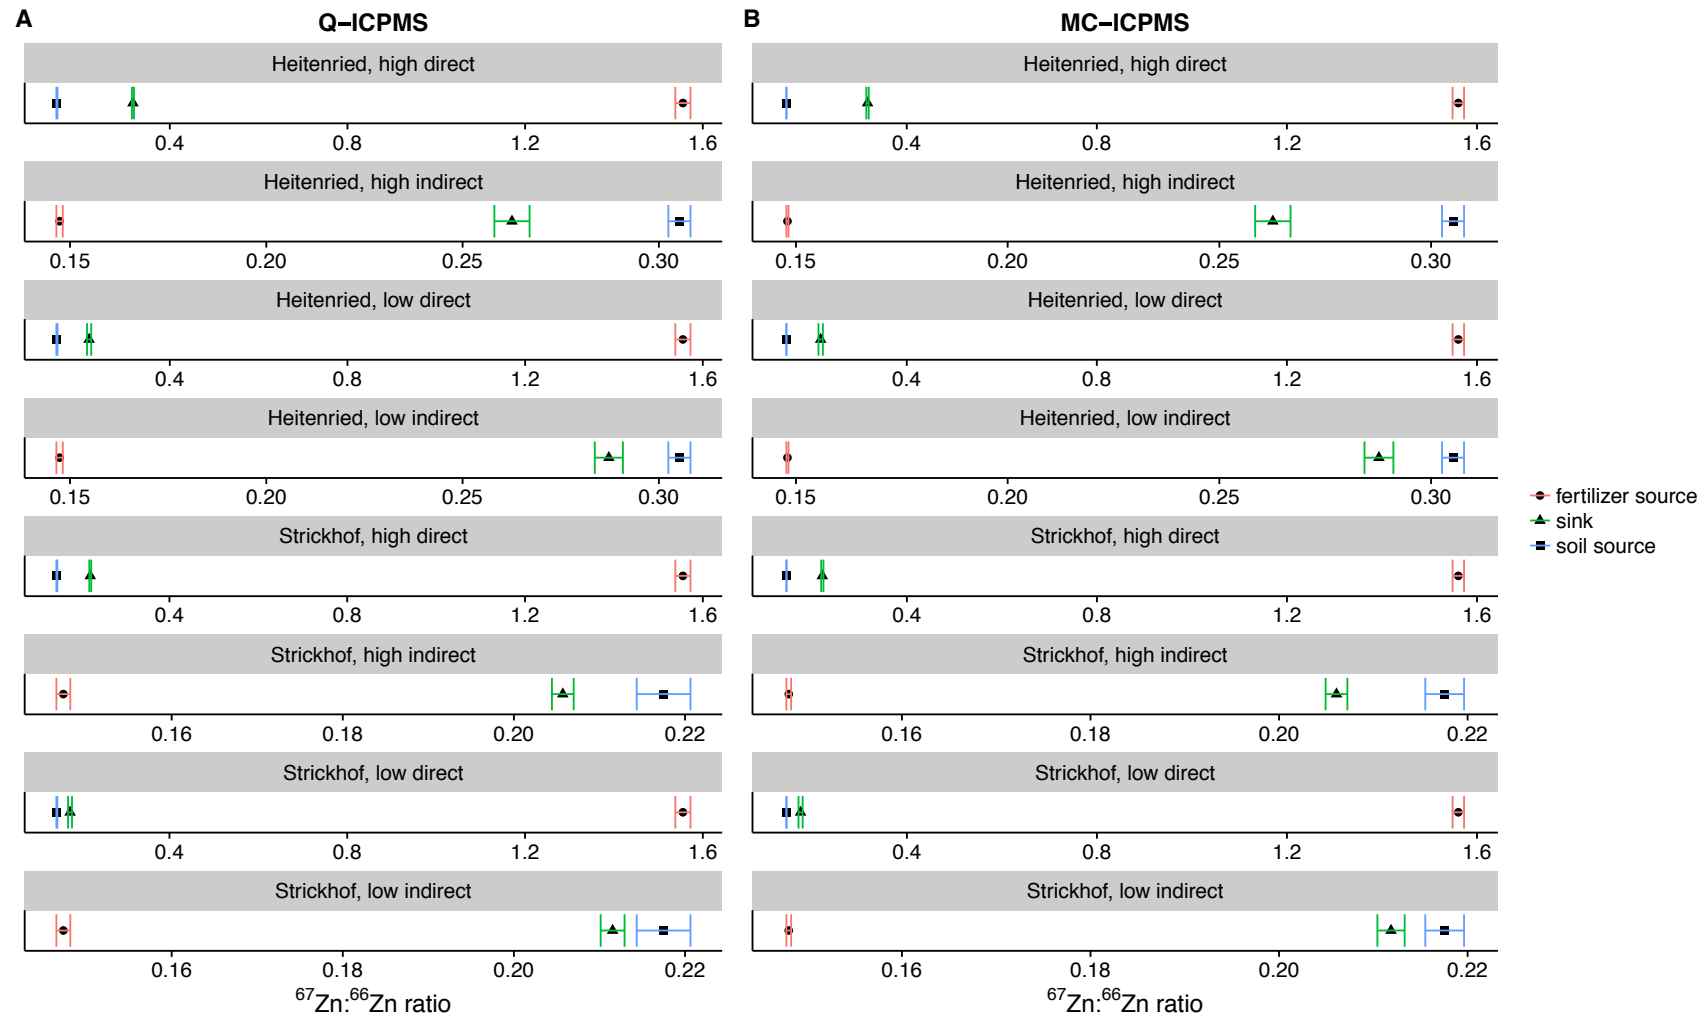 A
Q−ICPMS
Heitenried, high direct
0.4 0.8 1.2 1.6
Heitenried, high indirect
0.15 0.20 0.25 0.30
Heitenried, low direct
0.4 0.8 1.2 1.6
Heitenried, low indirect
0.15 0.20 0.25 0.30
Strickhof, high direct
0.4 0.8 1.2 1.6
Strickhof, high indirect
0.16 0.18 0.20 0.22
Strickhof, low direct
0.4 0.8 1.2 1.6
Strickhof, low indirect
0.16 0.18 0.20 0.22
⁶⁷Zn:⁶⁶Zn ratio
B
MC−ICPMS
Heitenried, high direct
0.4 0.8 1.2 1.6
Heitenried, high indirect
0.15 0.20 0.25 0.30
Heitenried, low direct
0.4 0.8 1.2 1.6
Heitenried, low indirect
0.15 0.20 0.25 0.30
Strickhof, high direct
0.4 0.8 1.2 1.6
Strickhof, high indirect
0.16 0.18 0.20 0.22
Strickhof, low direct
0.4 0.8 1.2 1.6
Strickhof, low indirect
0.16 0.18 0.20 0.22
⁶⁷Zn:⁶⁶Zn ratio
fertilizer source
sink
soil source